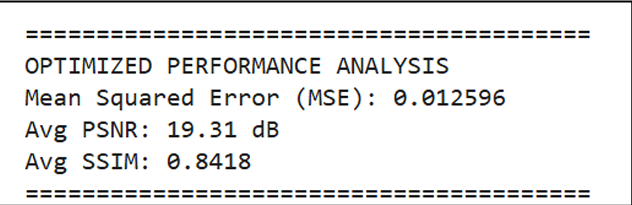 ========================================
OPTIMIZED PERFORMANCE ANALYSIS
Mean Squared Error (MSE): 0.012596
Avg PSNR: 19.31 dB
Avg SSIM: 0.8418
========================================